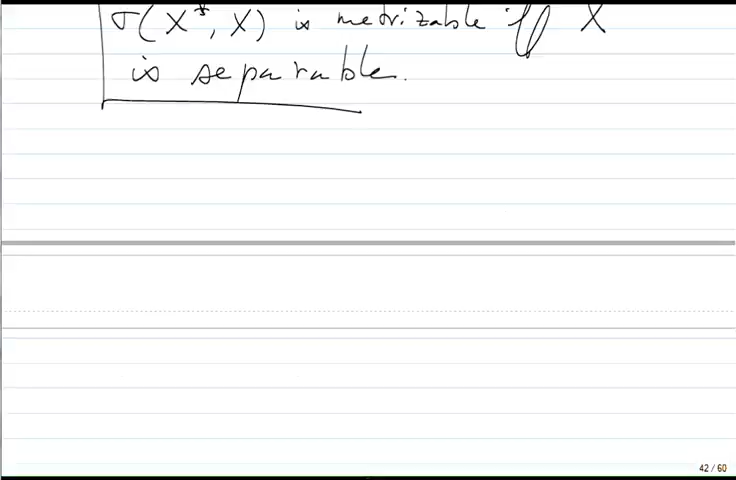 σ(X*, X) is metrizable iff X
is separable.
42 / 60